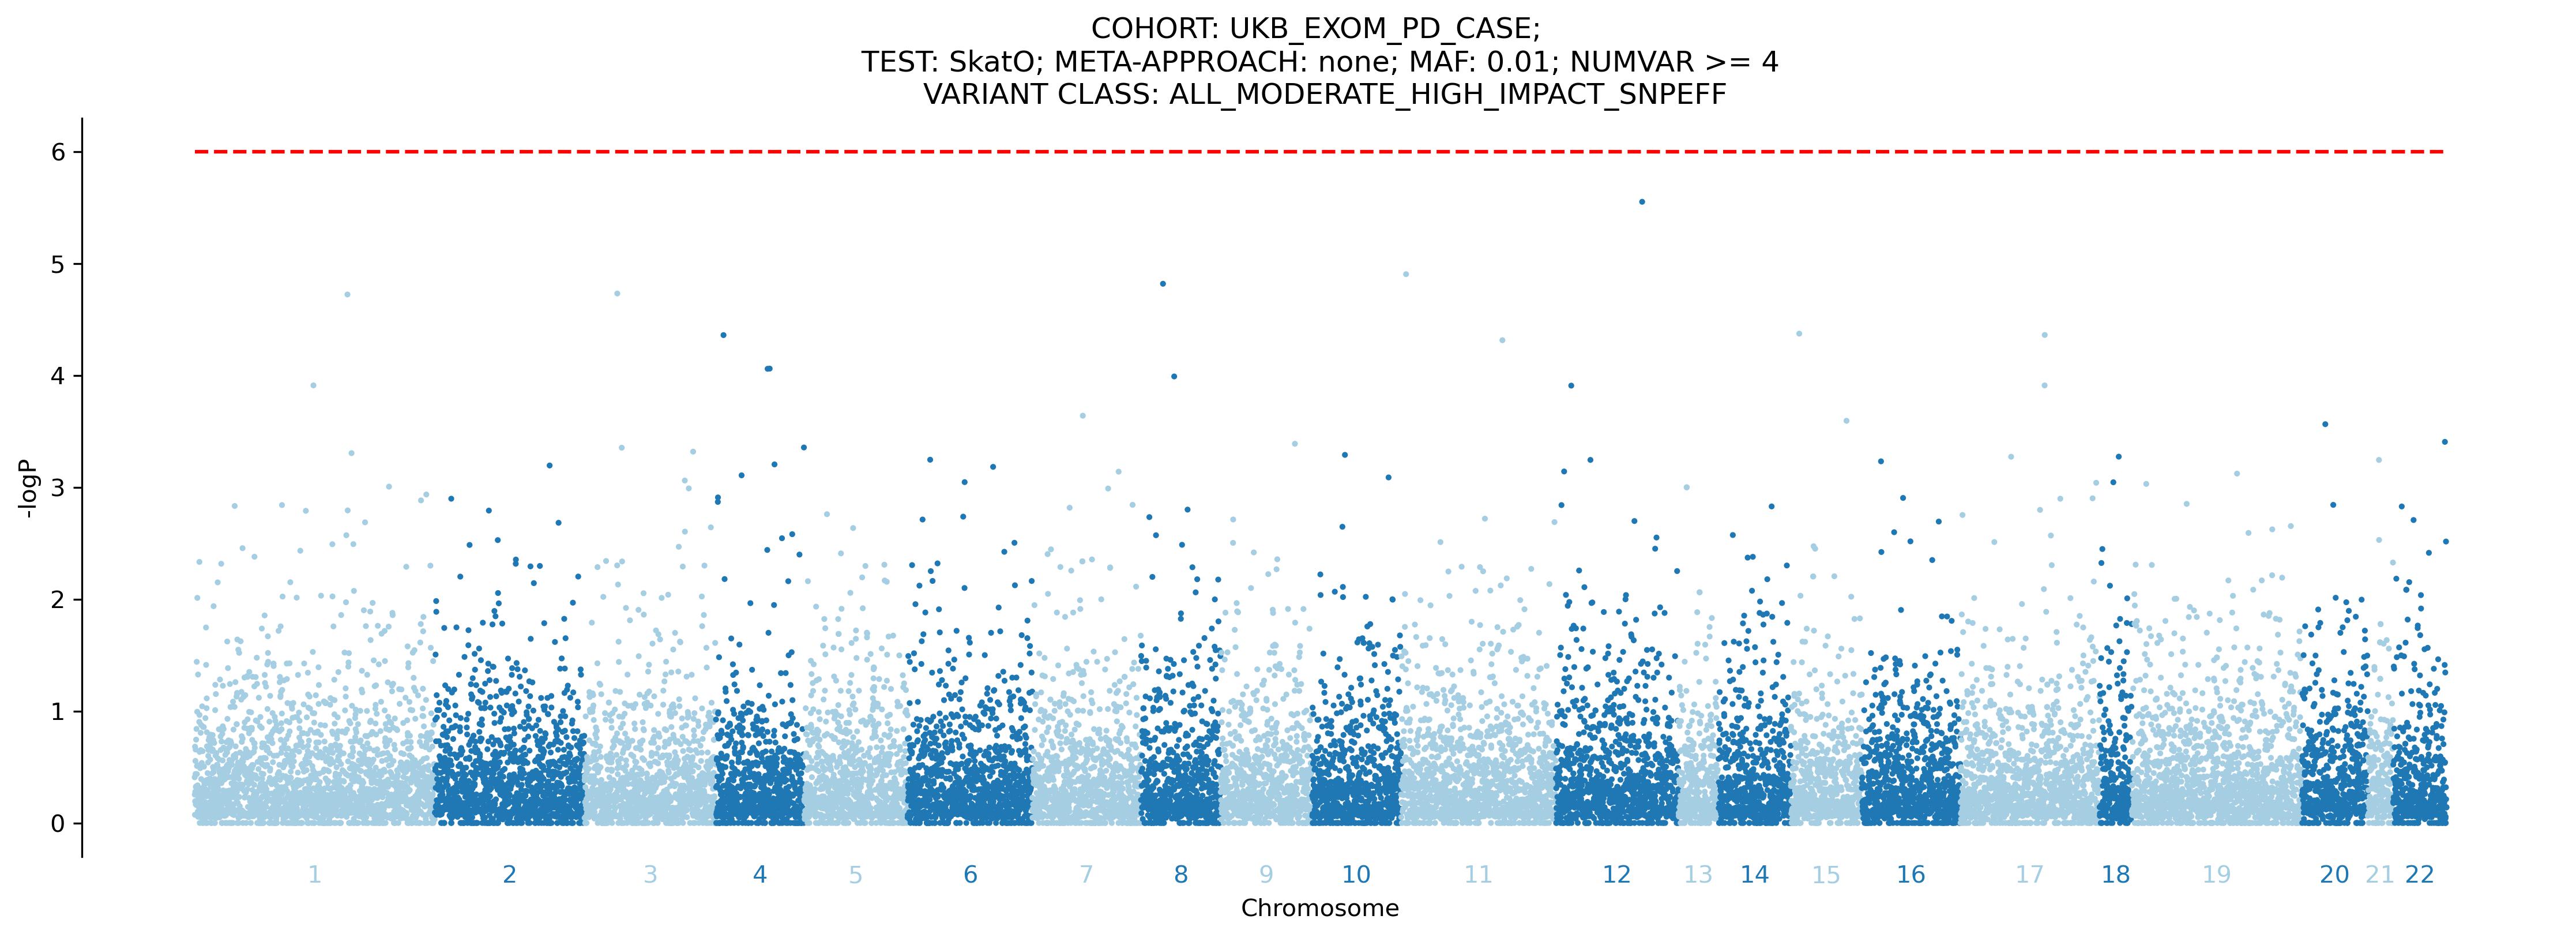 COHORT: UKB_EXOM_PD_CASE;
TEST: SkatO; META-APPROACH: none; MAF: 0.01; NUMVAR >= 4
VARIANT CLASS: ALL_MODERATE_HIGH_IMPACT_SNPEFF
6
5
4
3
2
1
0
-logP
1 2 3 4 5 6 7 8 9 10 11 12 13 14 15 16 17 18 19 20 21 22
Chromosome